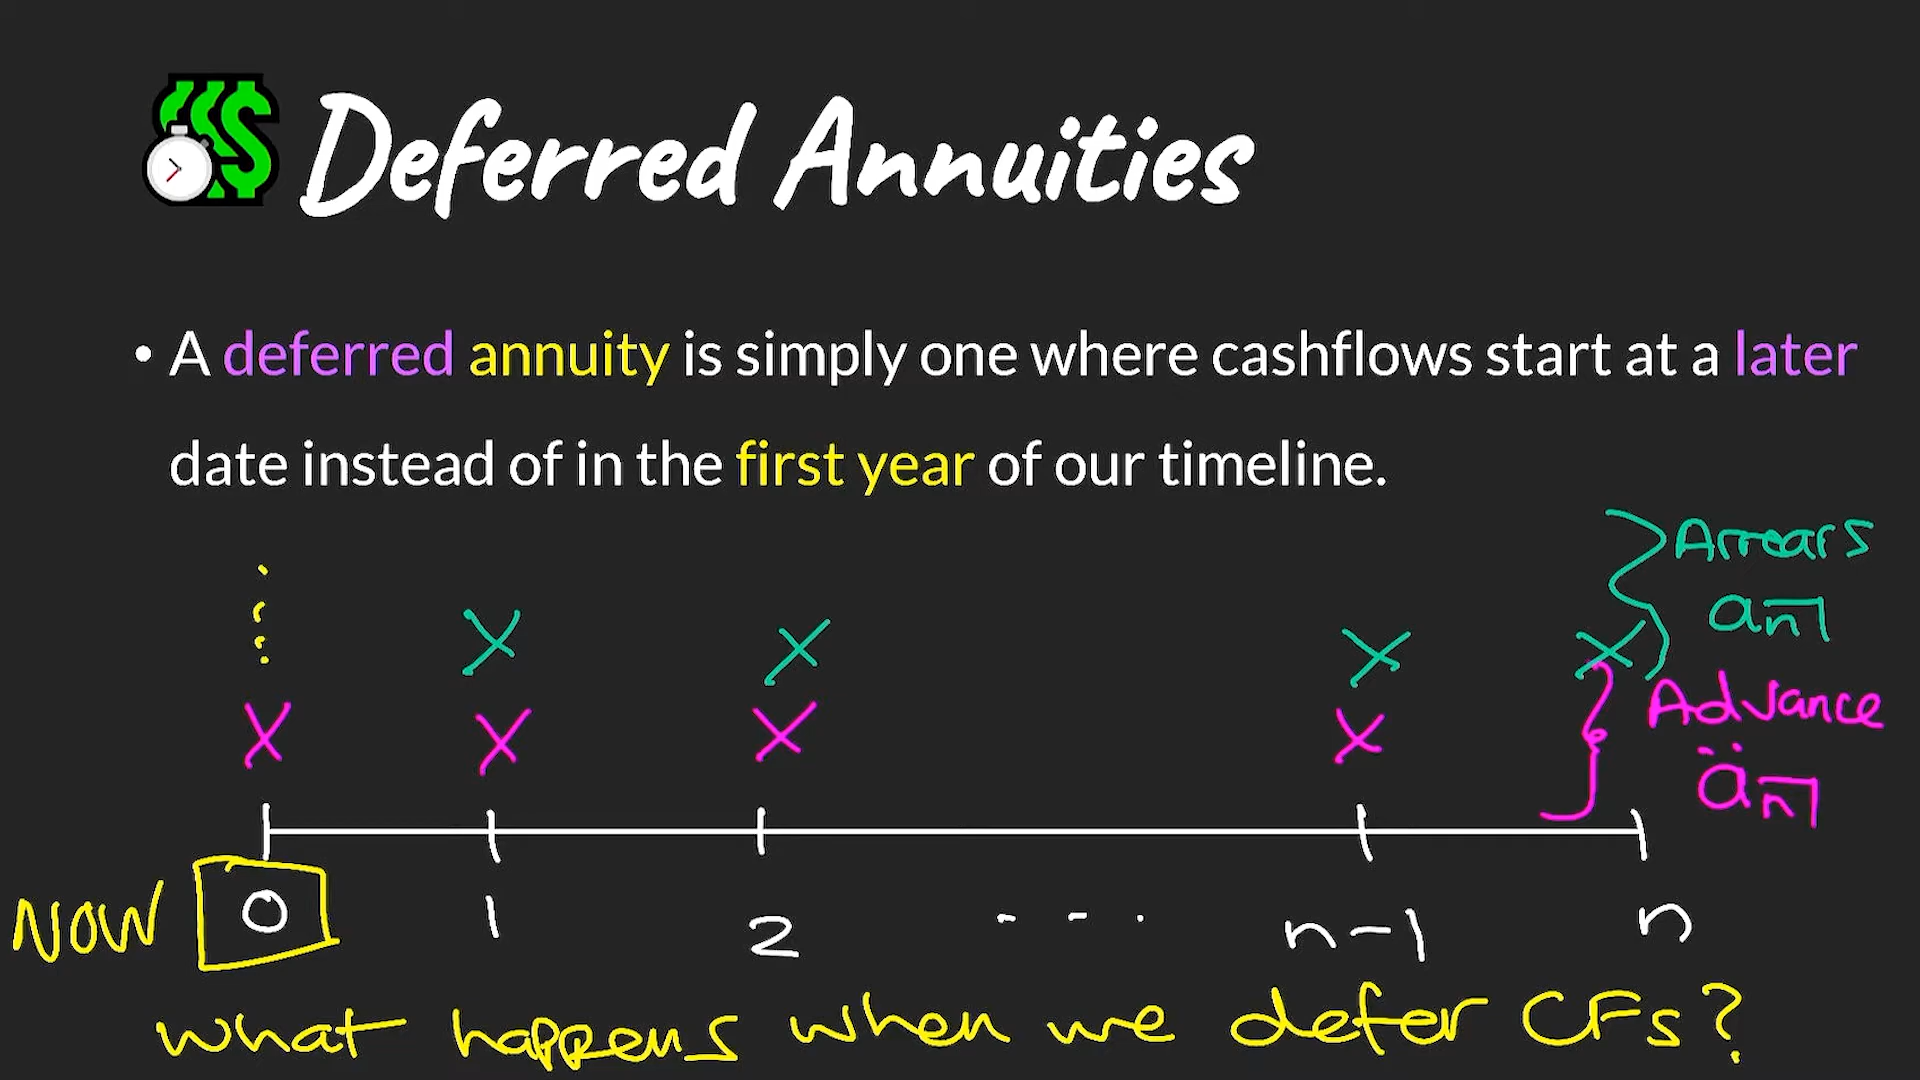 Deferred Annuities
• A deferred annuity is simply one where cashflows start at a later
date instead of in the first year of our timeline.
Arrears
X X X X
an̅|
X X X X
Advance
än̅|
NOW 0 1 2 - - . n-1 n
what happens when we defer CFs?